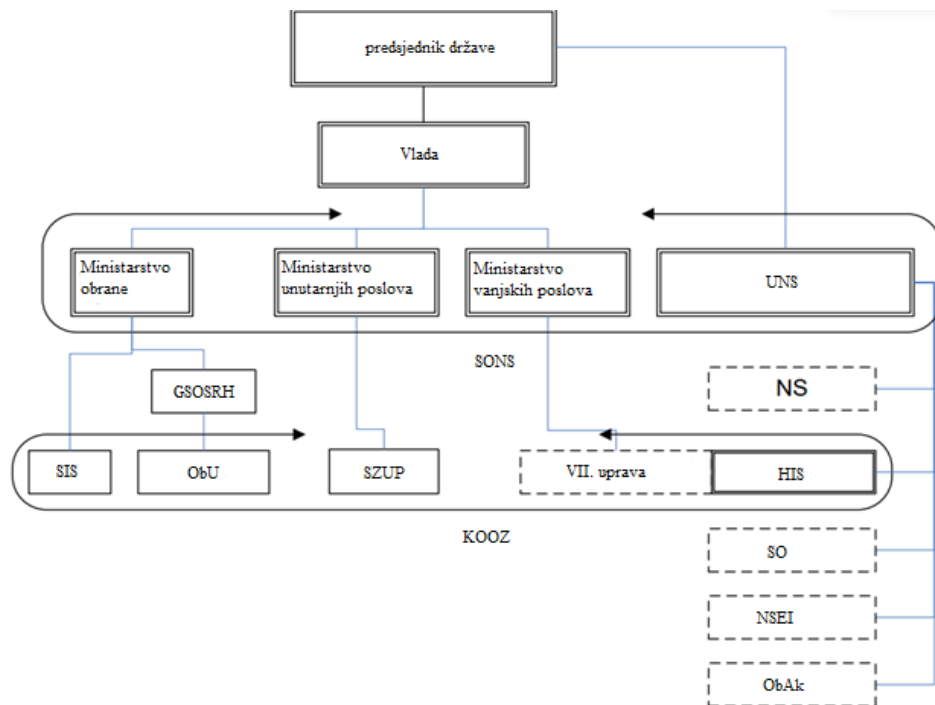 predsjednik države
Vlada
Ministarstvo
obrane
Ministarstvo
unutarnjih poslova
Ministarstvo
vanjskih poslova
UNS
SONS
GSOSRH
NS
SIS
ObU
SZUP
VII. uprava
HIS
KOOZ
SO
NSEI
ObAk